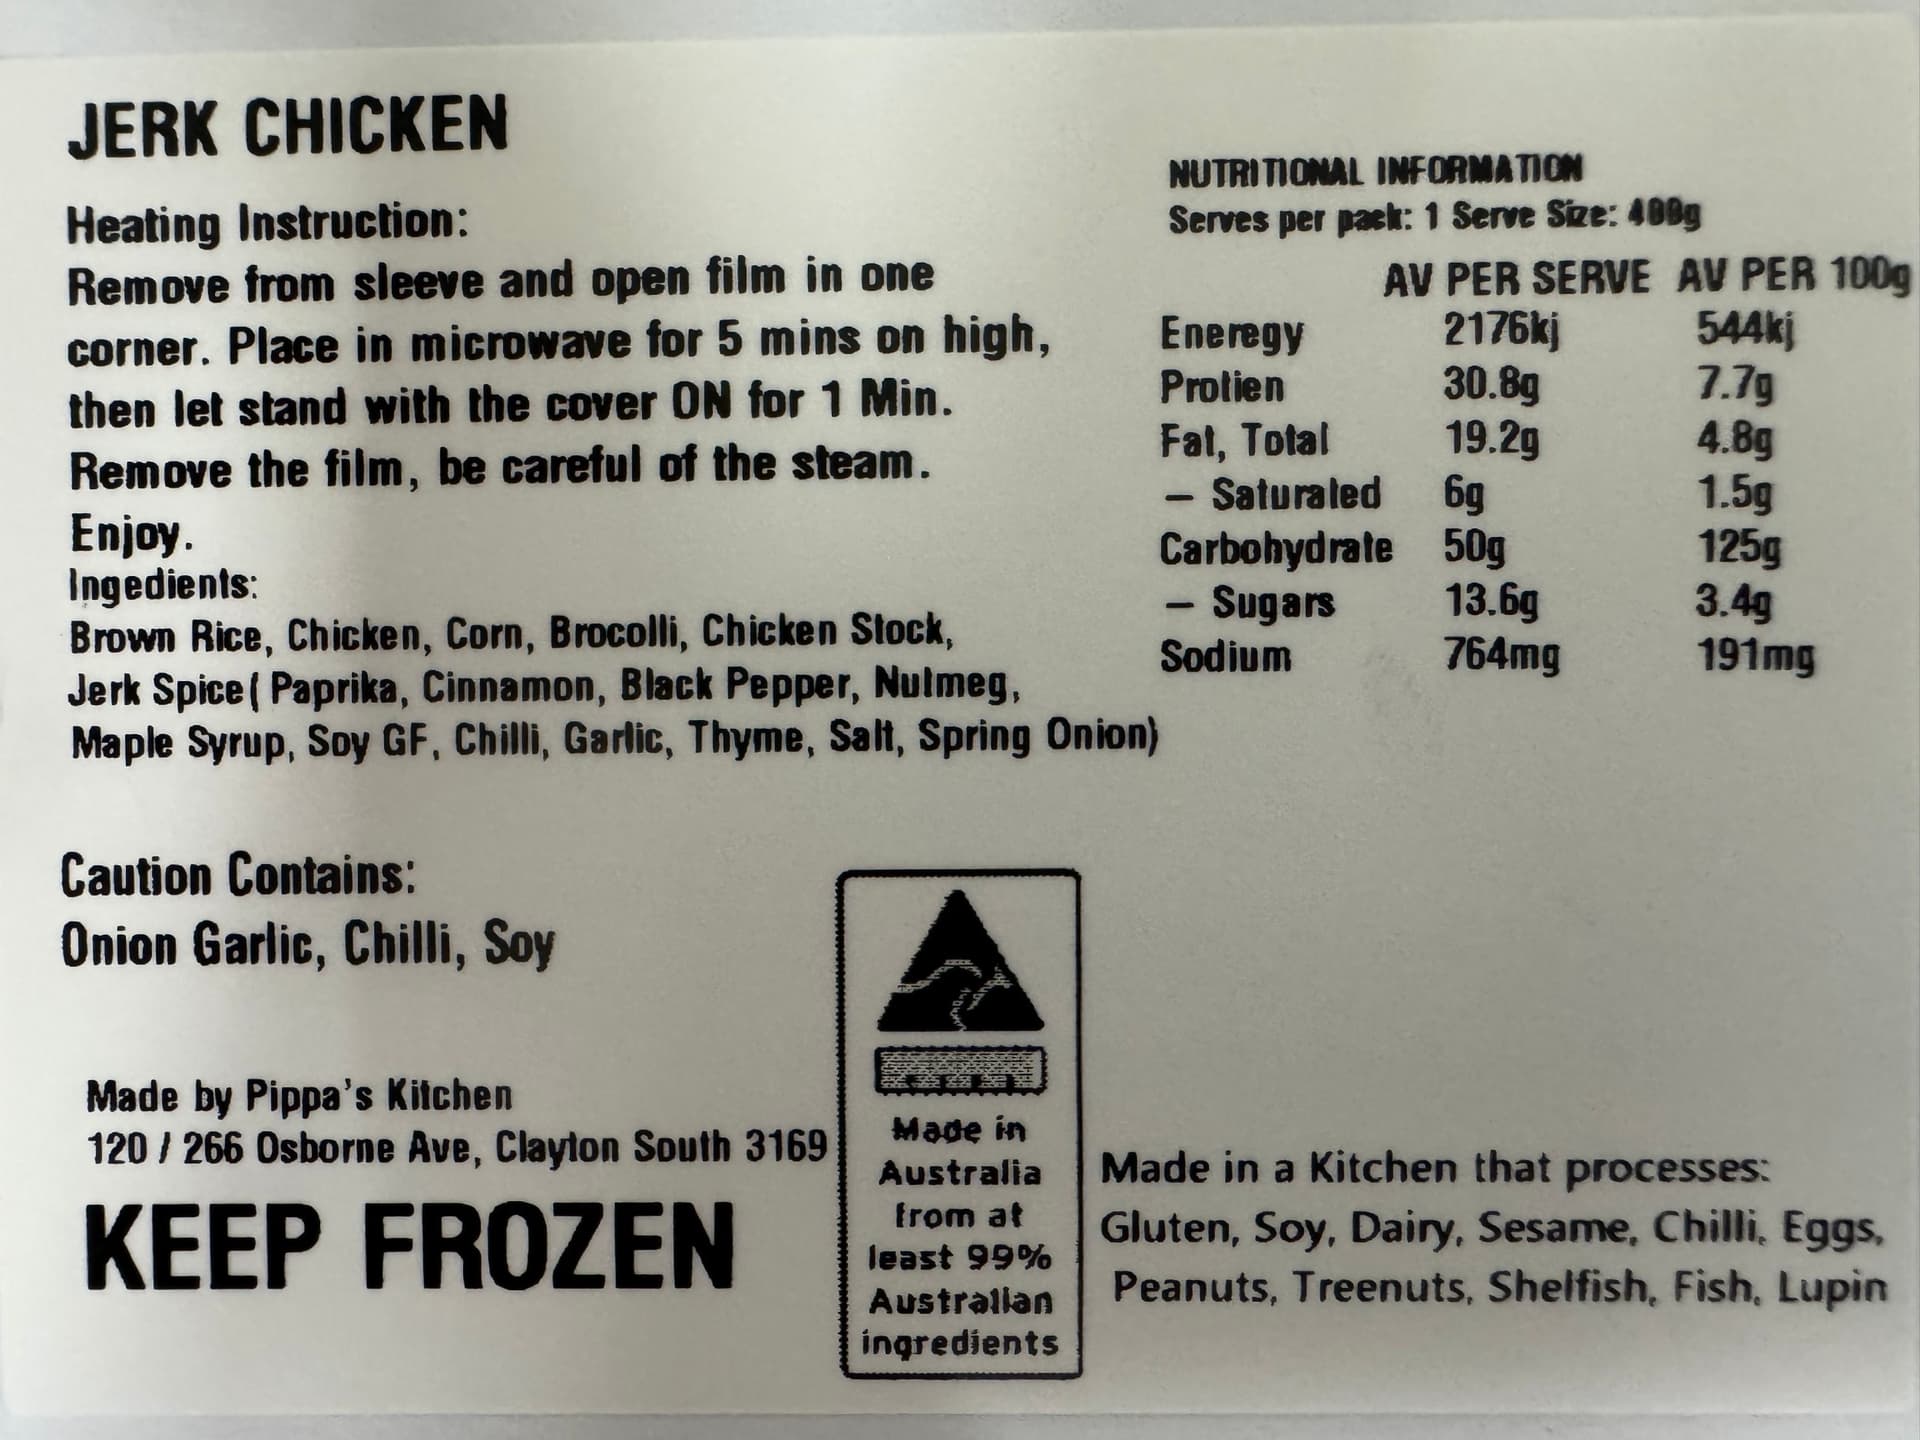 JERK CHICKEN
Heating Instruction:
Remove from sleeve and open film in one
corner. Place in microwave for 5 mins on high,
then let stand with the cover ON for 1 Min.
Remove the film, be careful of the steam.
Enjoy.
Ingedients:
Brown Rice, Chicken, Corn, Brocolli, Chicken Stock,
Jerk Spice( Paprika, Cinnamon, Black Pepper, Nutmeg,
Maple Syrup, Soy GF, Chilli, Garlic, Thyme, Salt, Spring Onion)
Caution Contains:
Onion Garlic, Chilli, Soy
Made by Pippa's Kitchen
120 / 266 Osborne Ave, Clayton South 3169
KEEP FROZEN
NUTRITIONAL INFORMATION
Serves per pack: 1 Serve Size: 400g
AV PER SERVE AV PER 100g
Eneregy 2176kj 544kj
Protien 30.8g 7.7g
Fat, Total 19.2g 4.8g
– Saturated 6g 1.5g
Carbohydrate 50g 125g
– Sugars 13.6g 3.4g
Sodium 764mg 191mg
Made in
Australia
from at
least 99%
Australian
ingredients
Made in a Kitchen that processes:
Gluten, Soy, Dairy, Sesame, Chilli, Eggs,
Peanuts, Treenuts, Shelfish, Fish, Lupin